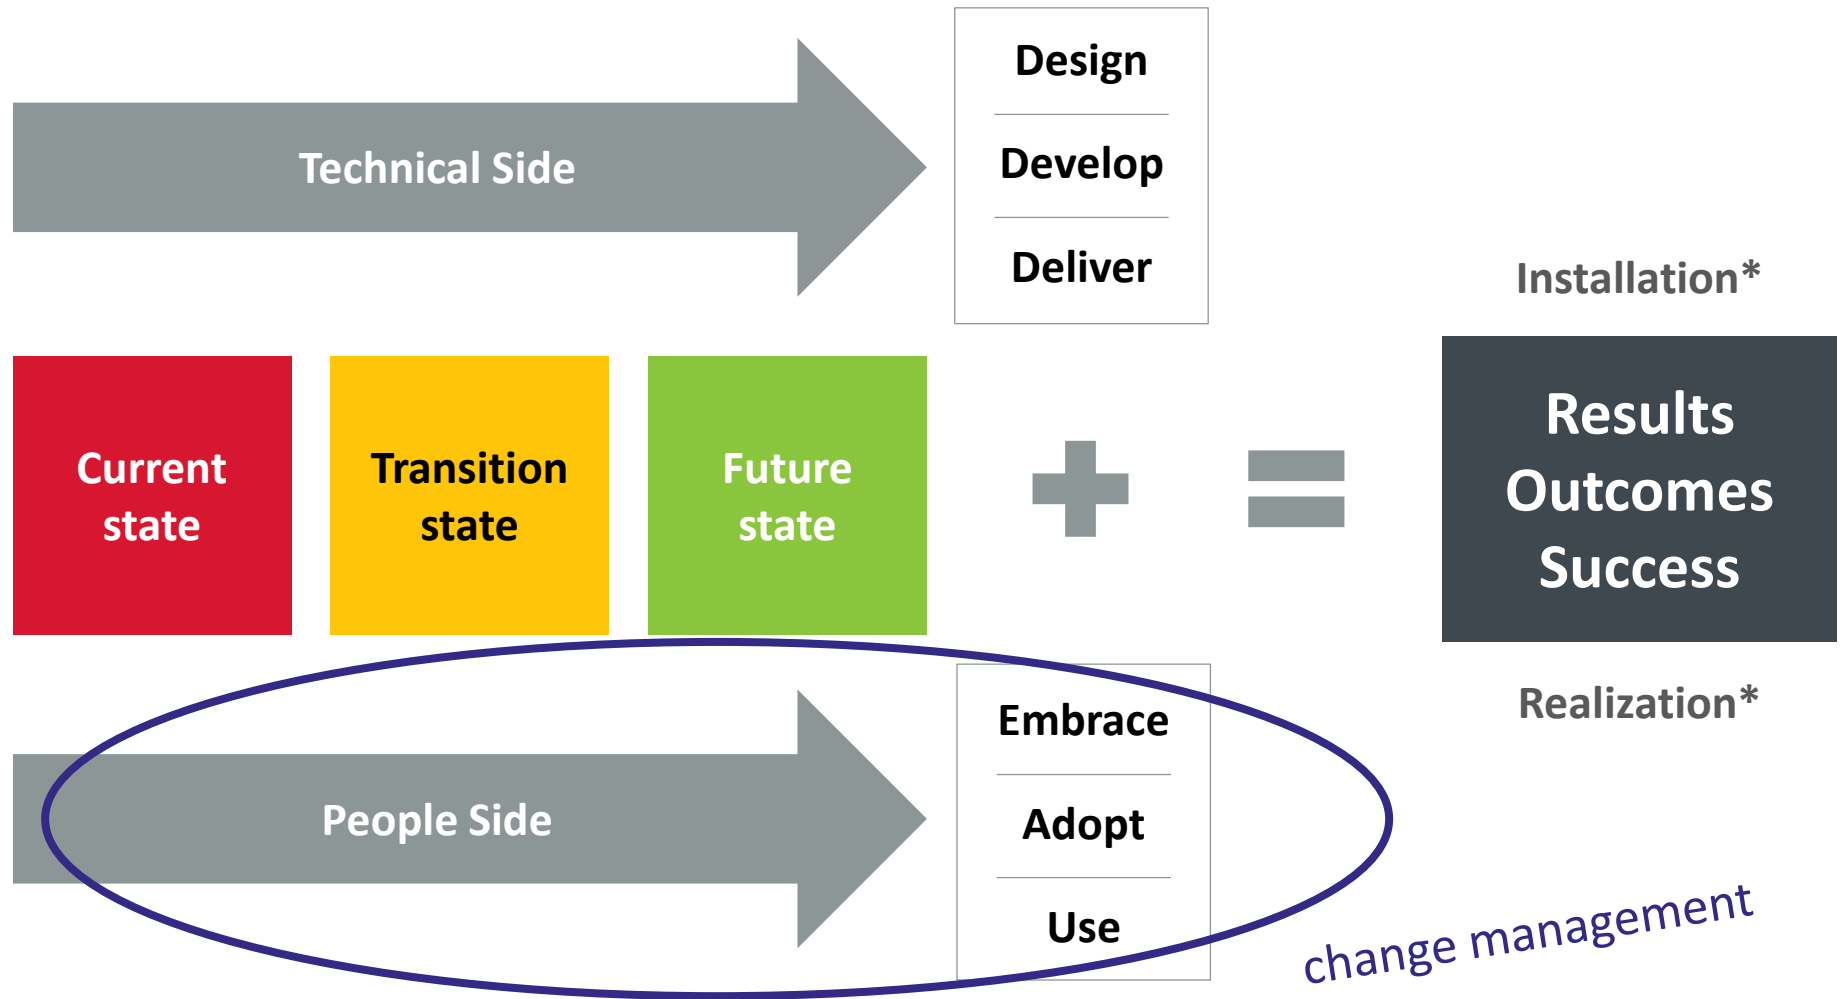 Technical Side
Design
Develop
Deliver
Installation*
Current
state
Transition
state
Future
state
Results
Outcomes
Success
Realization*
People Side
Embrace
Adopt
Use
change management